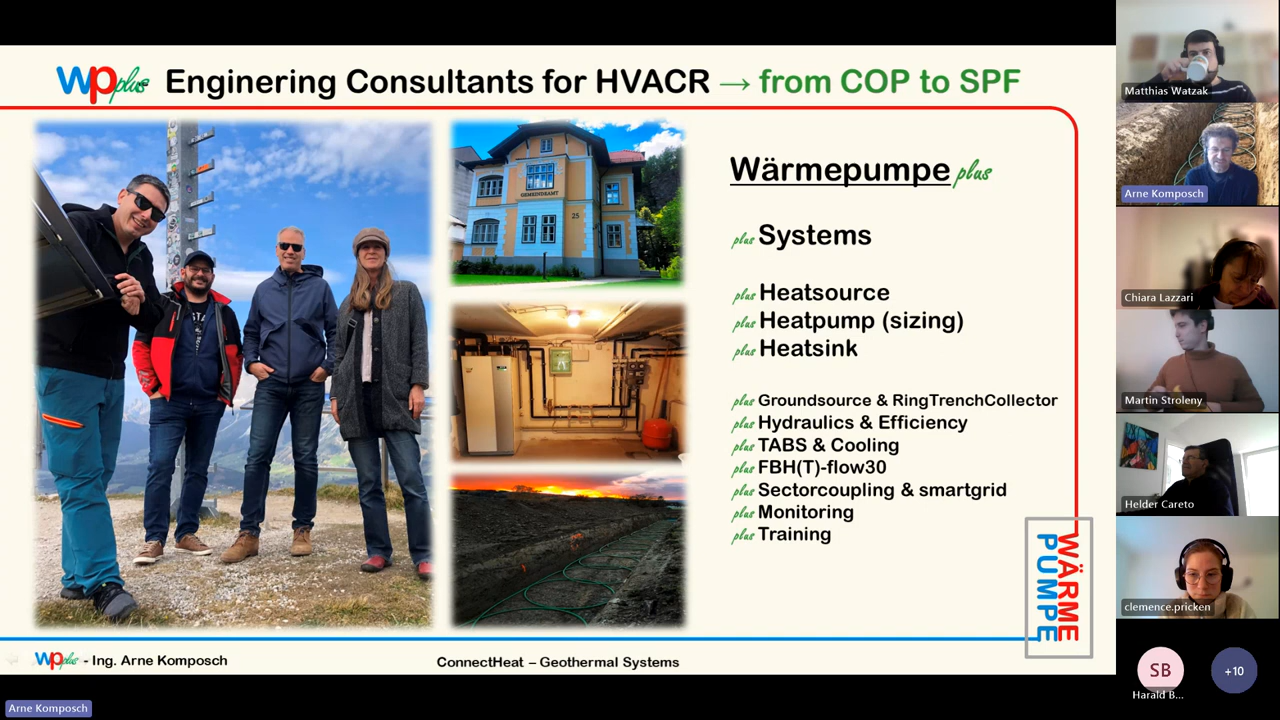 wp plus Enginering Consultants for HVACR → from COP to SPF
GEMEINDEAMT
25
Wärmepumpe plus
plus Systems
plus Heatsource
plus Heatpump (sizing)
plus Heatsink
plus Groundsource & RingTrenchCollector
plus Hydraulics & Efficiency
plus TABS & Cooling
plus FBH(T)-flow30
plus Sectorcoupling & smartgrid
plus Monitoring
plus Training
WÄRME
PUMPE
wp plus - Ing. Arne Komposch
ConnectHeat – Geothermal Systems
Arne Komposch
Matthias Watzak
Arne Komposch
Chiara Lazzari
Martin Stroleny
Helder Careto
clemence.pricken
SB
Harald B...
+10